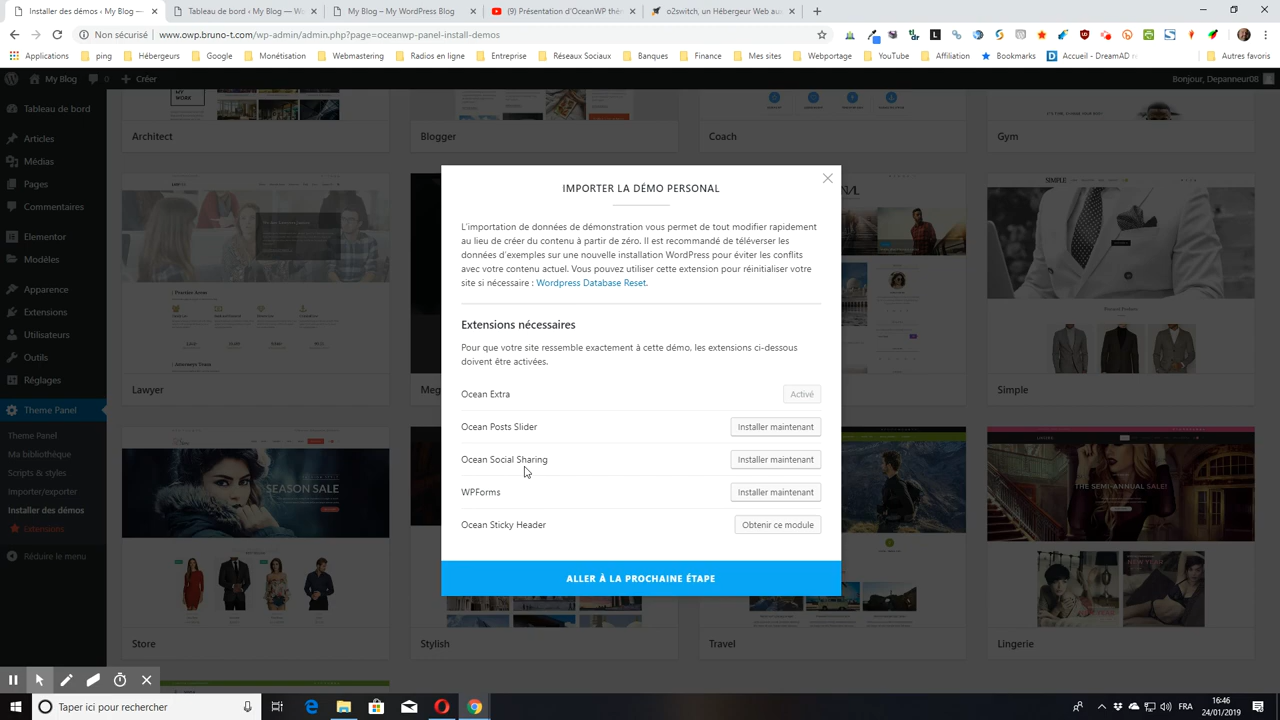 Installer des démos ‹ My Blog —
Tableau de bord ‹ My Blog — Wo
My Blog – My WordPress Blog
(9) Présentation d'OceanWP thè
o2switch, un Hébergeur Web aux
Non sécurisé
www.owp.bruno-t.com/wp-admin/admin.php?page=oceanwp-panel-install-demos
Applications
ping
Hébergeurs
Google
Monétisation
Webmastering
Radios en ligne
Entreprise
Réseaux Sociaux
Banques
Finance
Mes sites
Webportage
YouTube
Affiliation
Bookmarks
Accueil - DreamAD
Autres favoris
My Blog
0
Créer
Bonjour, Depanneur08
Tableau de bord
Articles
Médias
Pages
Commentaires
Elementor
Modèles
Apparence
Extensions
Utilisateurs
Outils
Réglages
Theme Panel
Theme Panel
Ma bibliothèque
Scripts & styles
Importer/exporter
Installer des démos
Extensions
Réduire le menu
Architect
Blogger
Coach
Gym
IMPORTER LA DÉMO PERSONAL
L'importation de données de démonstration vous permet de tout modifier rapidement
au lieu de créer du contenu à partir de zéro. Il est recommandé de téléverser les
données d'exemples sur une nouvelle installation WordPress pour éviter les conflits
avec votre contenu actuel. Vous pouvez utiliser cette extension pour réinitialiser votre
site si nécessaire : Wordpress Database Reset.
Extensions nécessaires
Pour que votre site ressemble exactement à cette démo, les extensions ci-dessous
doivent être activées.
Ocean Extra
Activé
Ocean Posts Slider
Installer maintenant
Ocean Social Sharing
Installer maintenant
WPForms
Installer maintenant
Ocean Sticky Header
Obtenir ce module
ALLER À LA PROCHAINE ÉTAPE
SIMPLE
Lawyer
Meg
Simple
SEASON SALE
THE SEMI-ANNUAL SALE!
Store
Stylish
Travel
Lingerie
Taper ici pour rechercher
FRA
16:46
24/01/2019